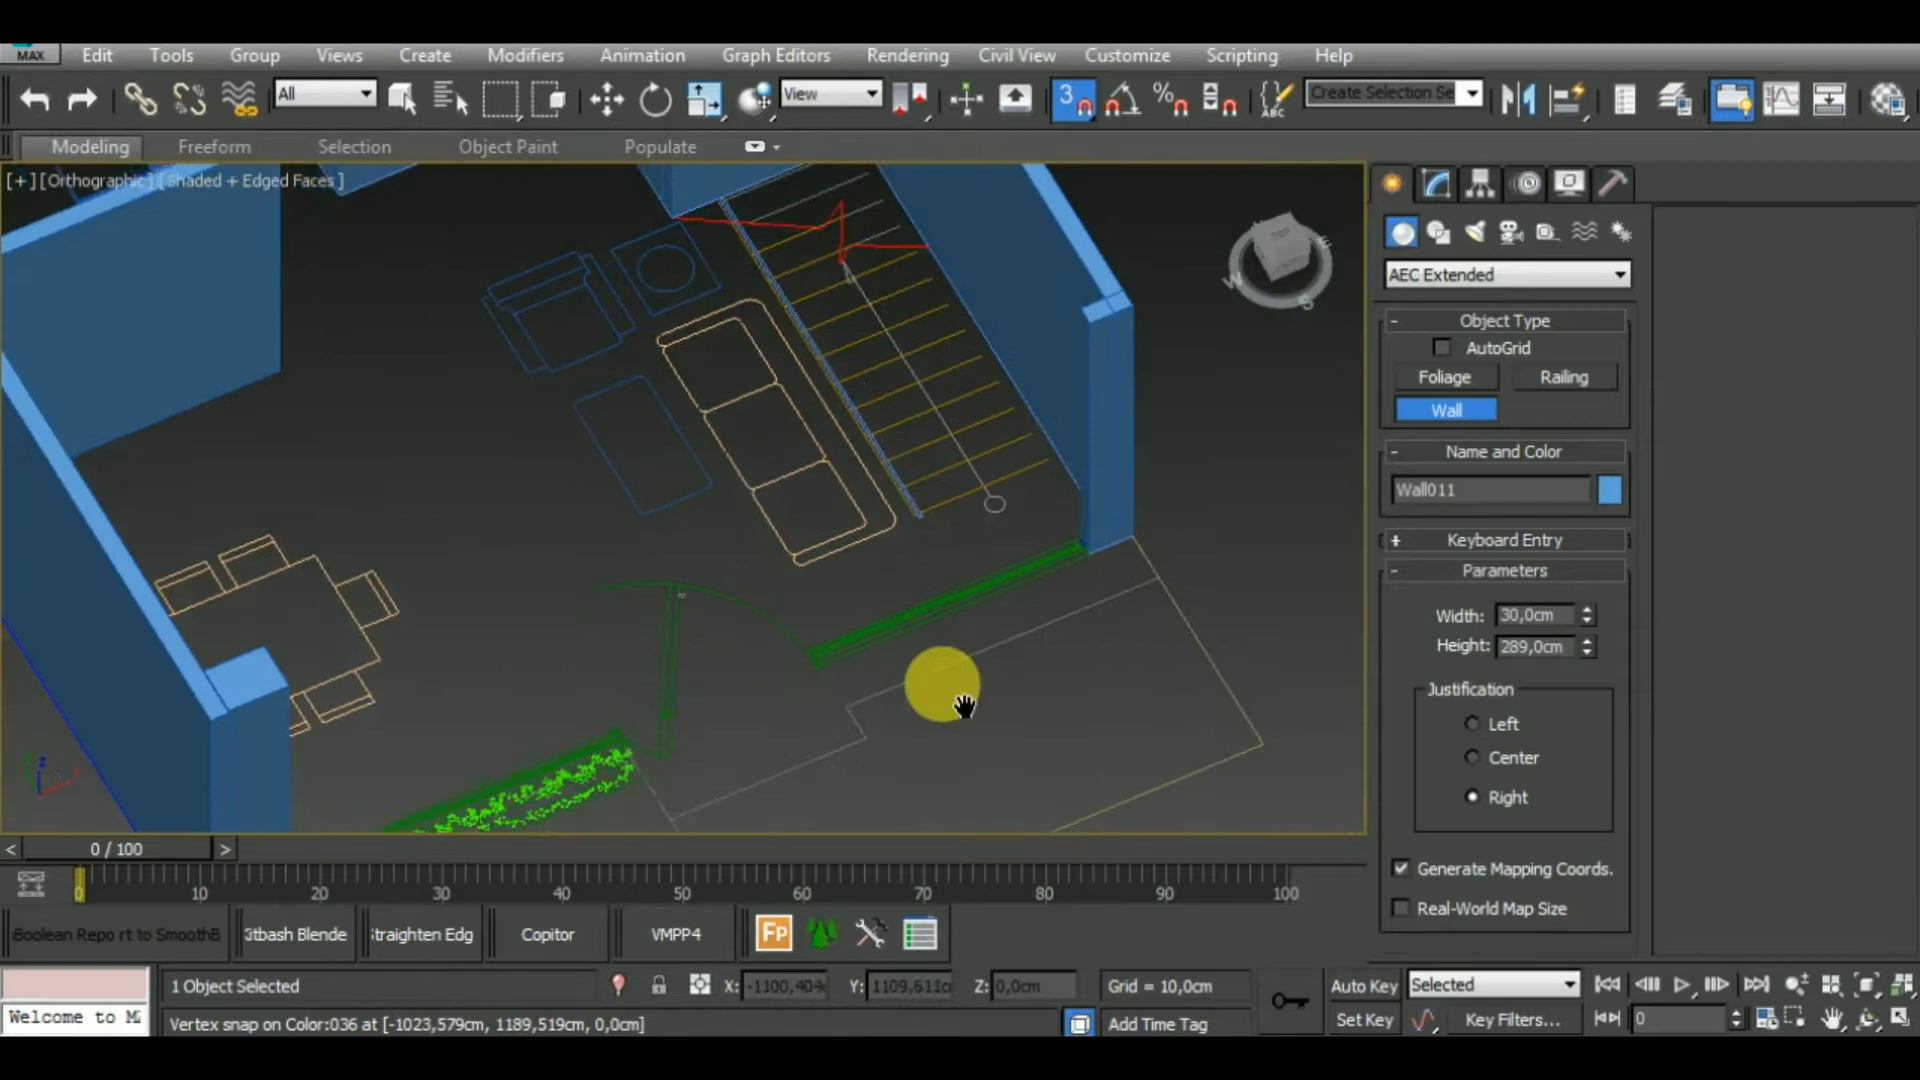 MAX Edit Tools Group Views Create Modifiers Animation Graph Editors Rendering Civil View Customize Scripting Help
All View 3 % ABC Create Selection Se
Modeling Freeform Selection Object Paint Populate
[+][Orthographic][Shaded + Edged Faces]
TOP
W S E
AEC Extended
- Object Type
AutoGrid
Foliage Railing
Wall
- Name and Color
Wall011
+ Keyboard Entry
- Parameters
Width: 30,0cm
Height: 289,0cm
Justification
Left
Center
Right
Generate Mapping Coords.
Real-World Map Size
z
< 0 / 100 >
0 10 20 30 40 50 60 70 80 90 100
Boolean Repo rt to SmoothB itbash Blende traighten Edg Copitor VMPP4 Fp
1 Object Selected X: -1100,404c Y: 1109,611c Z: 0,0cm Grid = 10,0cm Auto Key Selected
Welcome to M Vertex snap on Color:036 at [-1023,579cm, 1189,519cm, 0,0cm] Add Time Tag Set Key Key Filters... 0